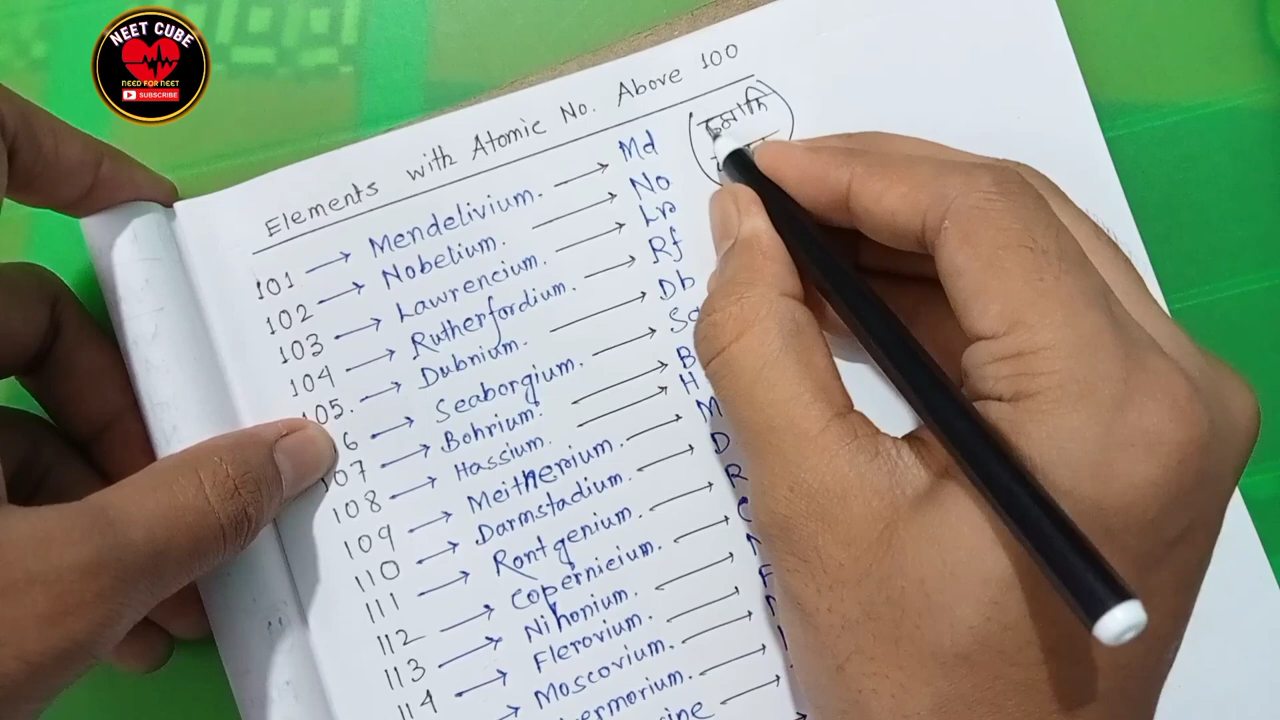 NEET CUBE
NEED FOR NEET
SUBSCRIBE
Elements with Atomic No. Above 100
101 → Mendelivium. → Md
102 → Nobelium. → No
103 → Lawrencium. → Lr
104 → Rutherfordium. → Rf
105. → Dubnium. → Db
6 → Seaborgium. →
107 → Bohrium. → B
108 → Hassium. → H
109 → Meitnerium. → M
110 → Darmstadium. → D
111 → Rontgenium. → R
112 → Copernicium. → C
113 → Nihonium. →
114 → Flerovium. → F
→ Moscovium. →